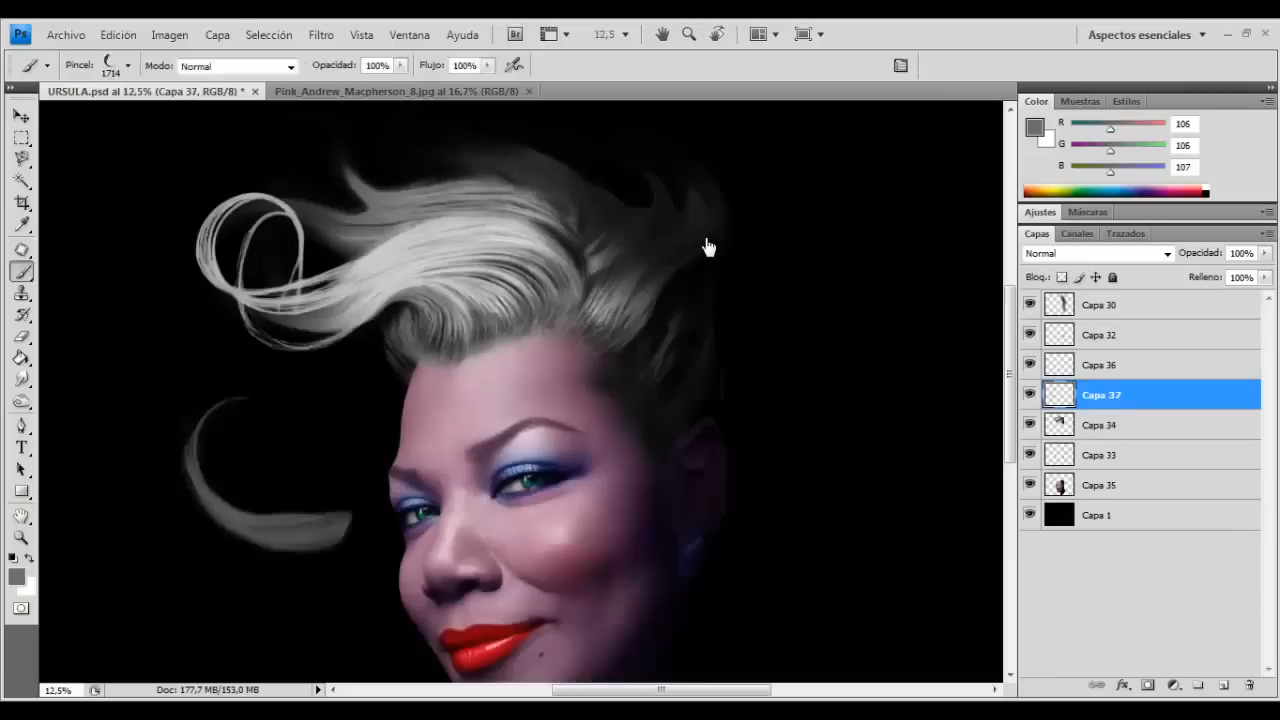 Ps Archivo Edición Imagen Capa Selección Filtro Vista Ventana Ayuda Br 12,5 Aspectos esenciales
Pincel: 1714 Modo: Normal Opacidad: 100% Flujo: 100%
URSULA.psd al 12,5% (Capa 37, RGB/8) * Pink_Andrew_Macpherson_8.jpg al 16,7% (RGB/8)
Color Muestras Estilos
R 106
G 106
B 107
Ajustes Máscaras
Capas Canales Trazados
Normal Opacidad: 100%
Bloq.: Relleno: 100%
Capa 30
Capa 32
Capa 36
Capa 37
Capa 34
Capa 33
Capa 35
Capa 1
12,5% Doc: 177,7 MB/153,0 MB